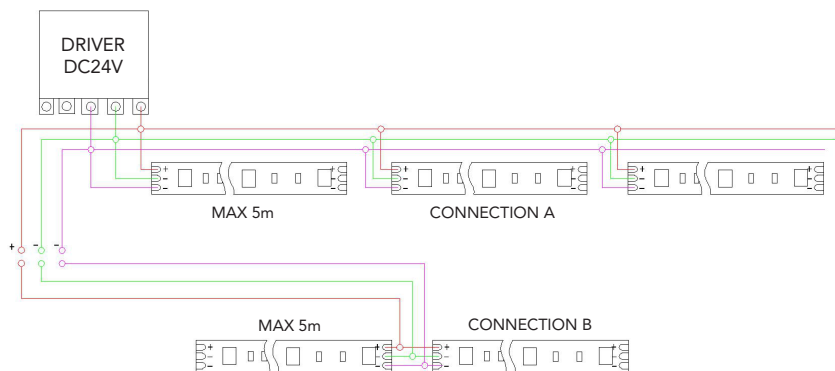 DRIVER
DC24V
+ + +
- - -
- - -
MAX 5m CONNECTION A
+ - -
MAX 5m CONNECTION B
+ +
- -
- -